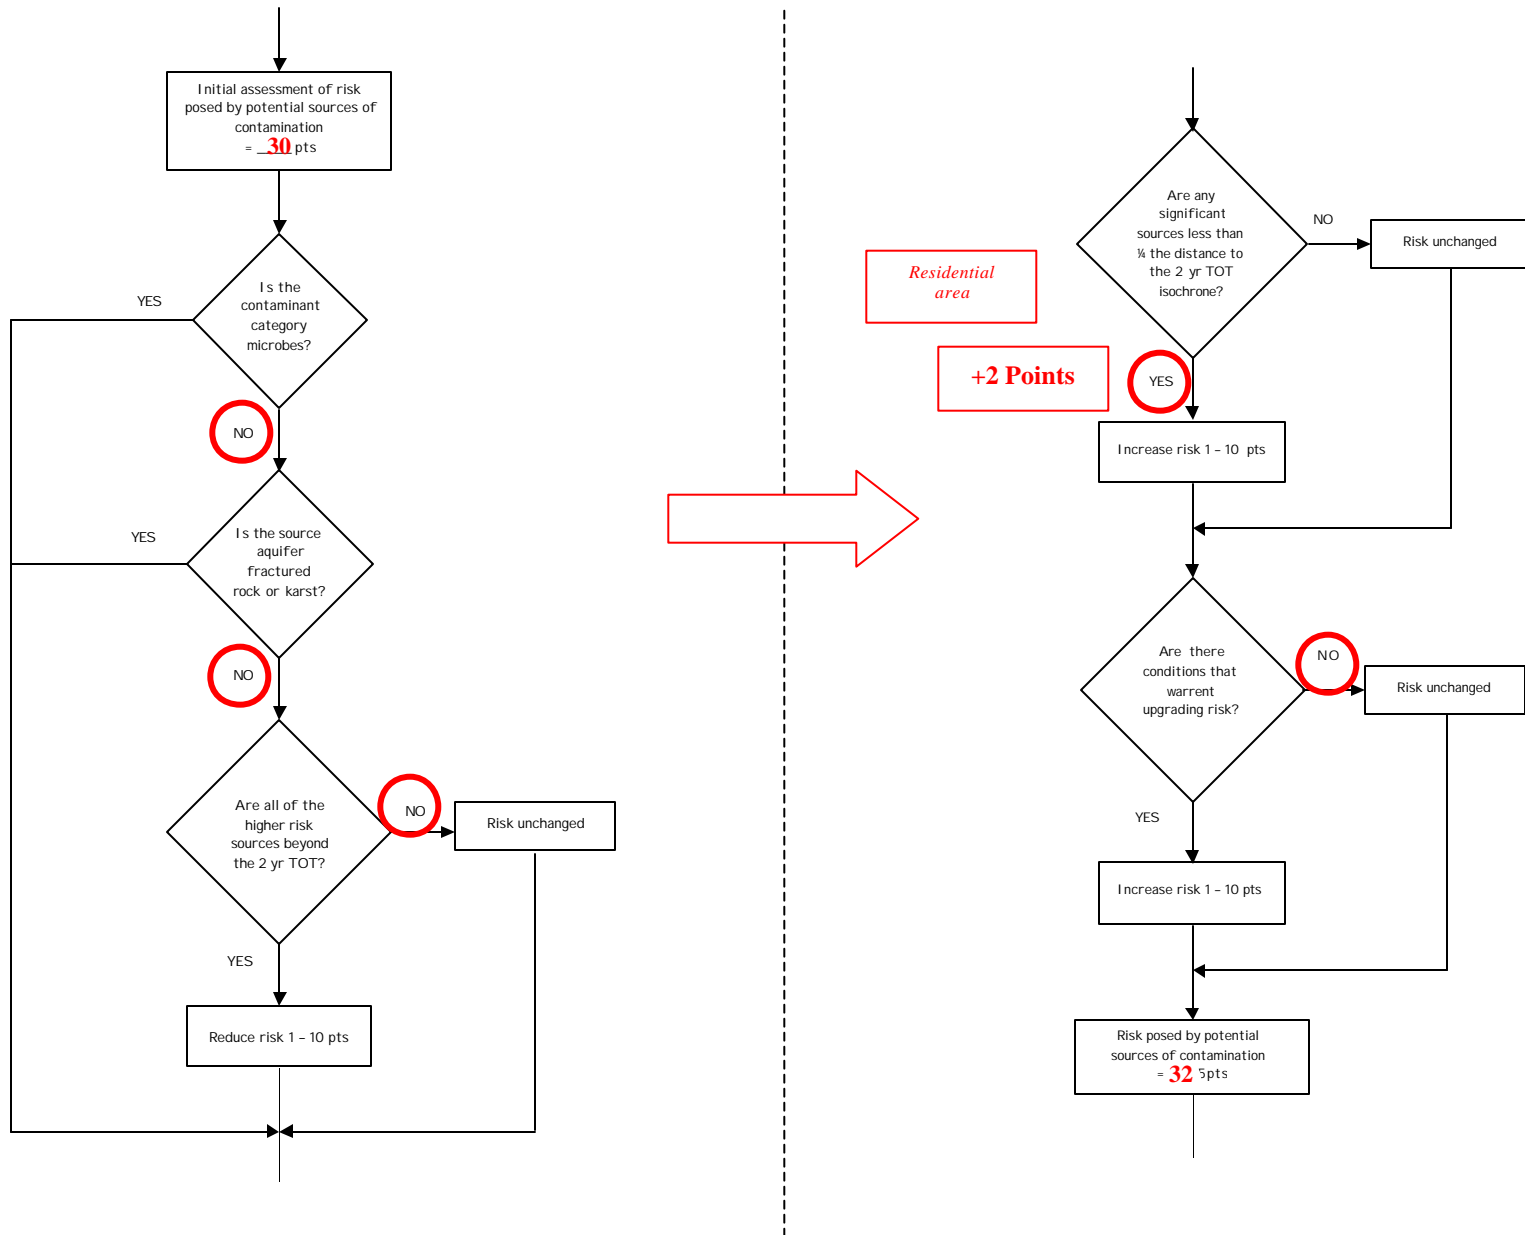 Initial assessment of risk
posed by potential sources of
contamination
= 30 pts
Is the
contaminant
category
microbes?
YES
NO
Is the source
aquifer
fractured
rock or karst?
YES
NO
Are all of the
higher risk
sources beyond
the 2 yr TOT?
NO
Risk unchanged
YES
Reduce risk 1 – 10 pts
Are any
significant
sources less than
¼ the distance to
the 2 yr TOT
isochrone?
NO
Risk unchanged
Residential
area
+2 Points
YES
Increase risk 1 – 10 pts
Are there
conditions that
warrent
upgrading risk?
NO
Risk unchanged
YES
Increase risk 1 – 10 pts
Risk posed by potential
sources of contamination
= 32 pts